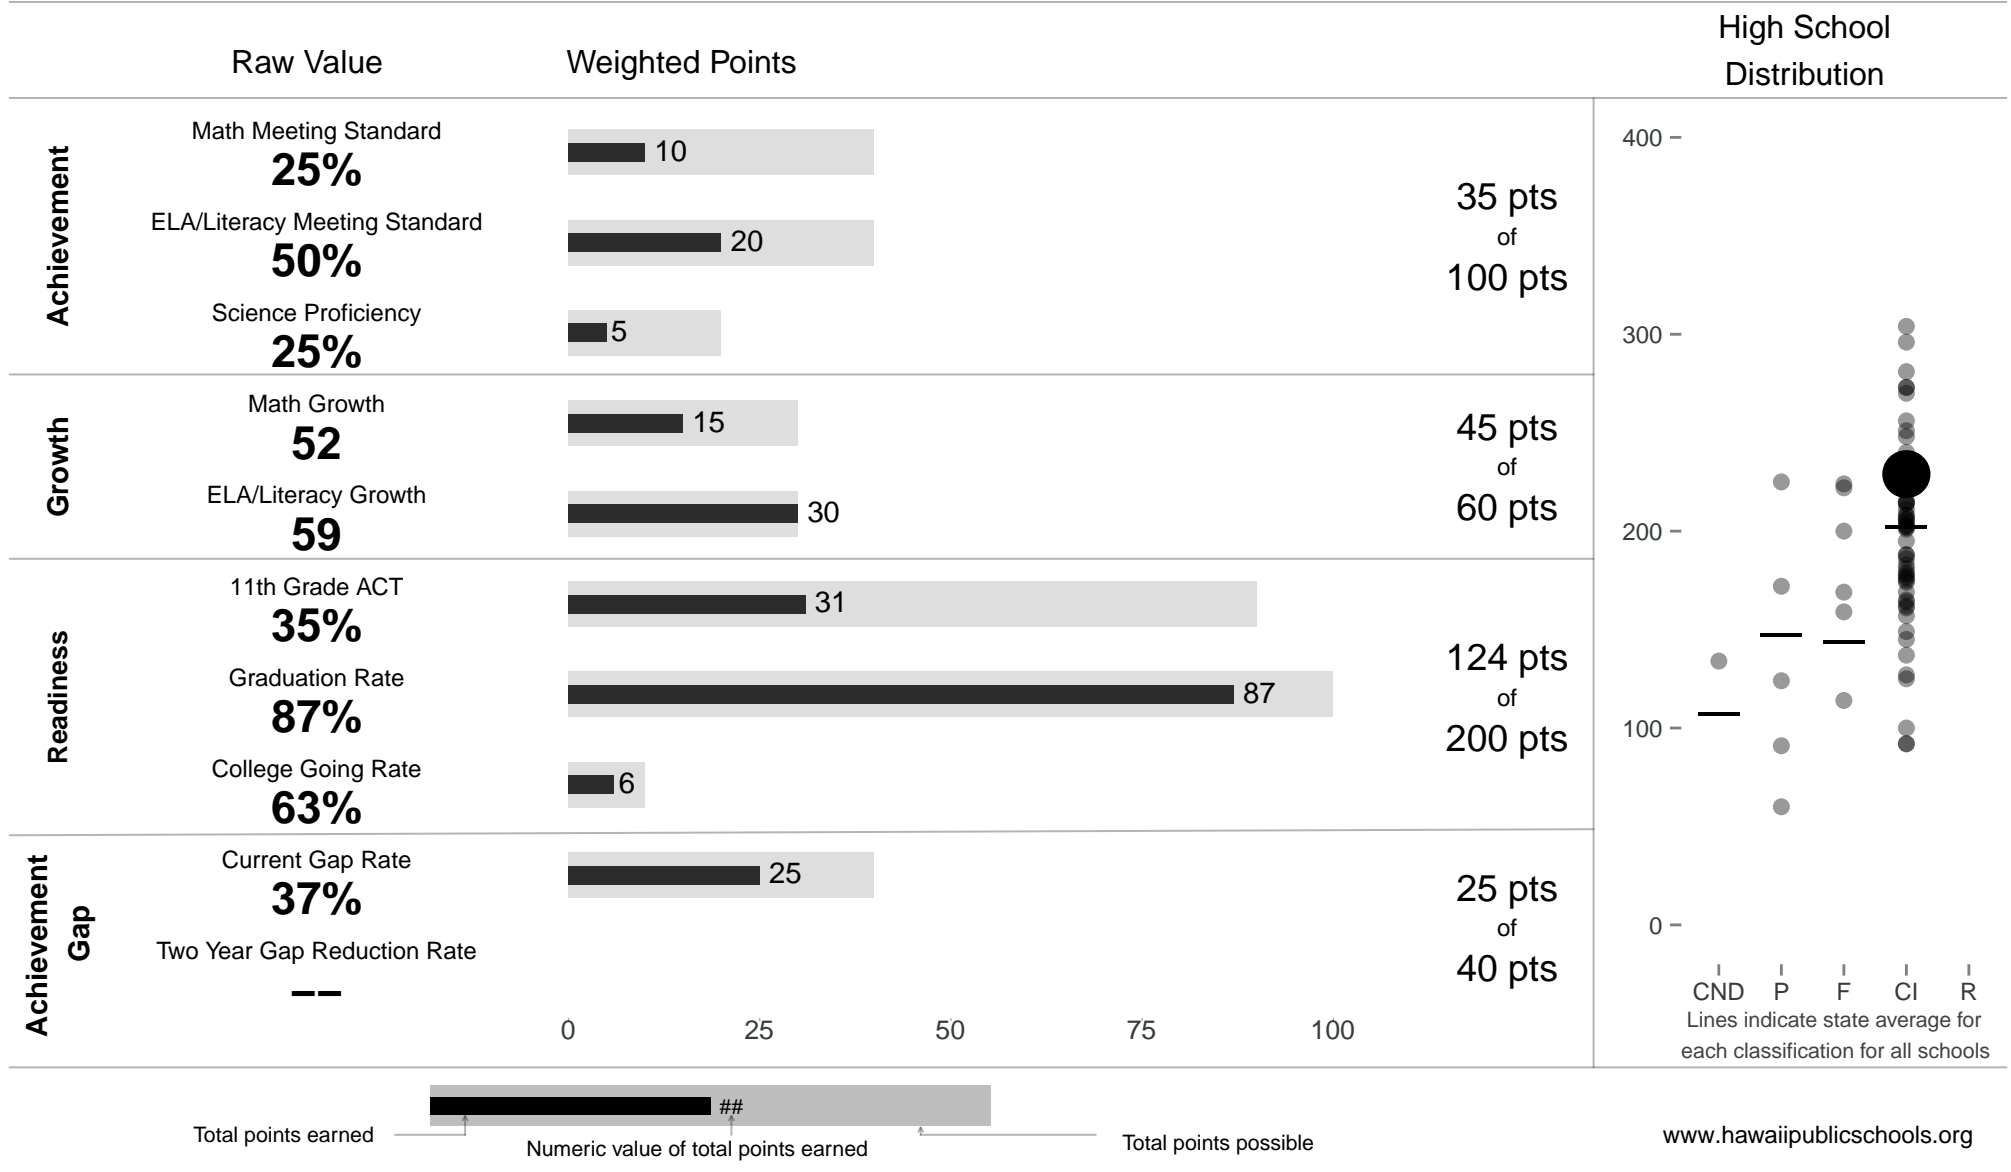 Raw Value
Weighted Points
High School
Distribution
Achievement
Math Meeting Standard
25%
10
ELA/Literacy Meeting Standard
50%
20
Science Proficiency
25%
5
35 pts
of
100 pts
Growth
Math Growth
52
15
ELA/Literacy Growth
59
30
45 pts
of
60 pts
Readiness
11th Grade ACT
35%
31
Graduation Rate
87%
87
College Going Rate
63%
6
124 pts
of
200 pts
Achievement
Gap
Current Gap Rate
37%
25
Two Year Gap Reduction Rate
––
25 pts
of
40 pts
0 25 50 75 100
400
300
200
100
0
CND P F CI R
Lines indicate state average for
each classification for all schools
##
Total points earned
Numeric value of total points earned
Total points possible
www.hawaiipublicschools.org